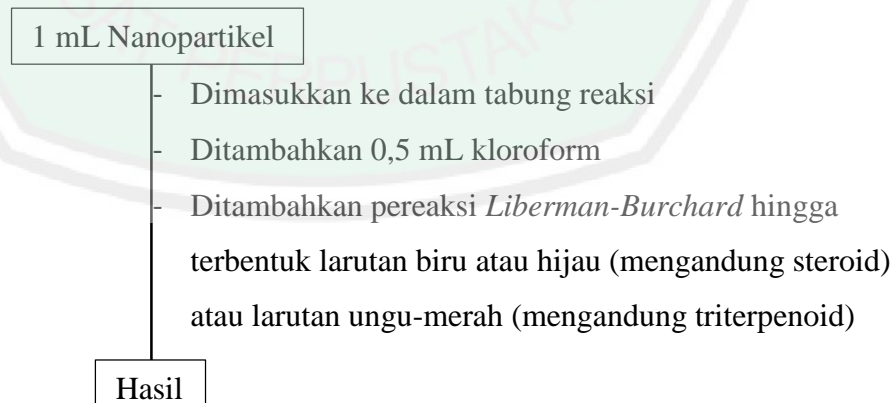 1 mL Nanopartikel
- Dimasukkan ke dalam tabung reaksi
- Ditambahkan 0,5 mL kloroform
- Ditambahkan pereaksi Liberman-Burchard hingga
terbentuk larutan biru atau hijau (mengandung steroid)
atau larutan ungu-merah (mengandung triterpenoid)
Hasil